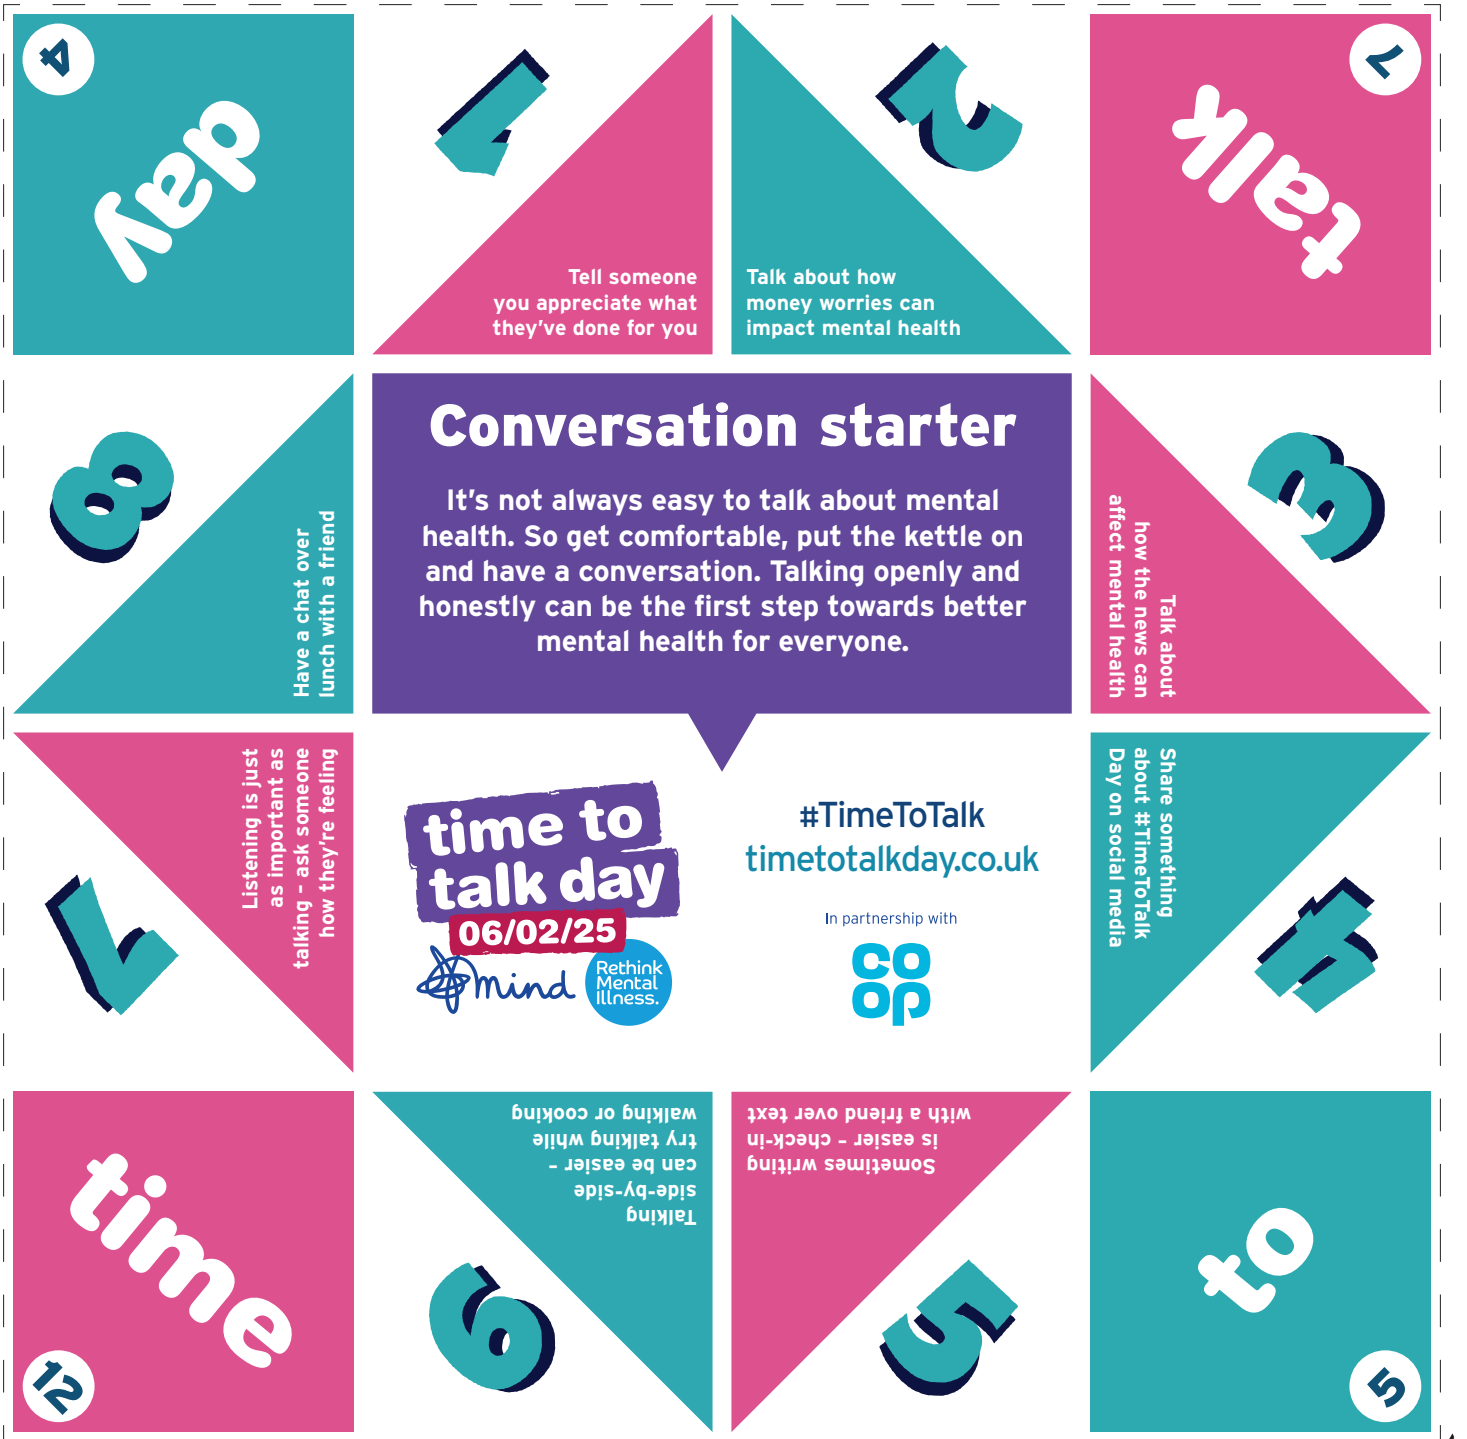 4
day
1
Tell someone
you appreciate what
they've done for you
2
Talk about how
money worries can
impact mental health
7
talk
8
Have a chat over
lunch with a friend
Conversation starter
It's not always easy to talk about mental
health. So get comfortable, put the kettle on
and have a conversation. Talking openly and
honestly can be the first step towards better
mental health for everyone.
3
Talk about
how the news can
affect mental health
7
Listening is just
as important as
talking – ask someone
how they're feeling
time to
talk day
06/02/25
mind
Rethink
Mental
Illness.
#TimeToTalk
timetotalkday.co.uk
In partnership with
co
op
Share something
about #TimeToTalk
Day on social media
4
time
12
6
Talking
side-by-side
can be easier –
try talking while
walking or cooking
5
Sometimes writing
is easier – check-in
with a friend over text
to
5